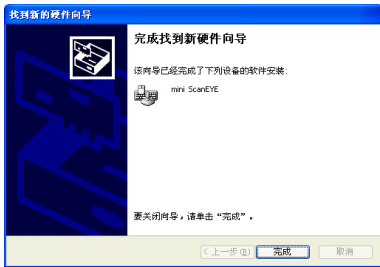 找到新的硬件向导
完成找到新硬件向导
该向导已经完成了下列设备的软件安装:
mini ScanEYE
要关闭向导，请单击“完成”。
< 上一步(B) 完成 取消